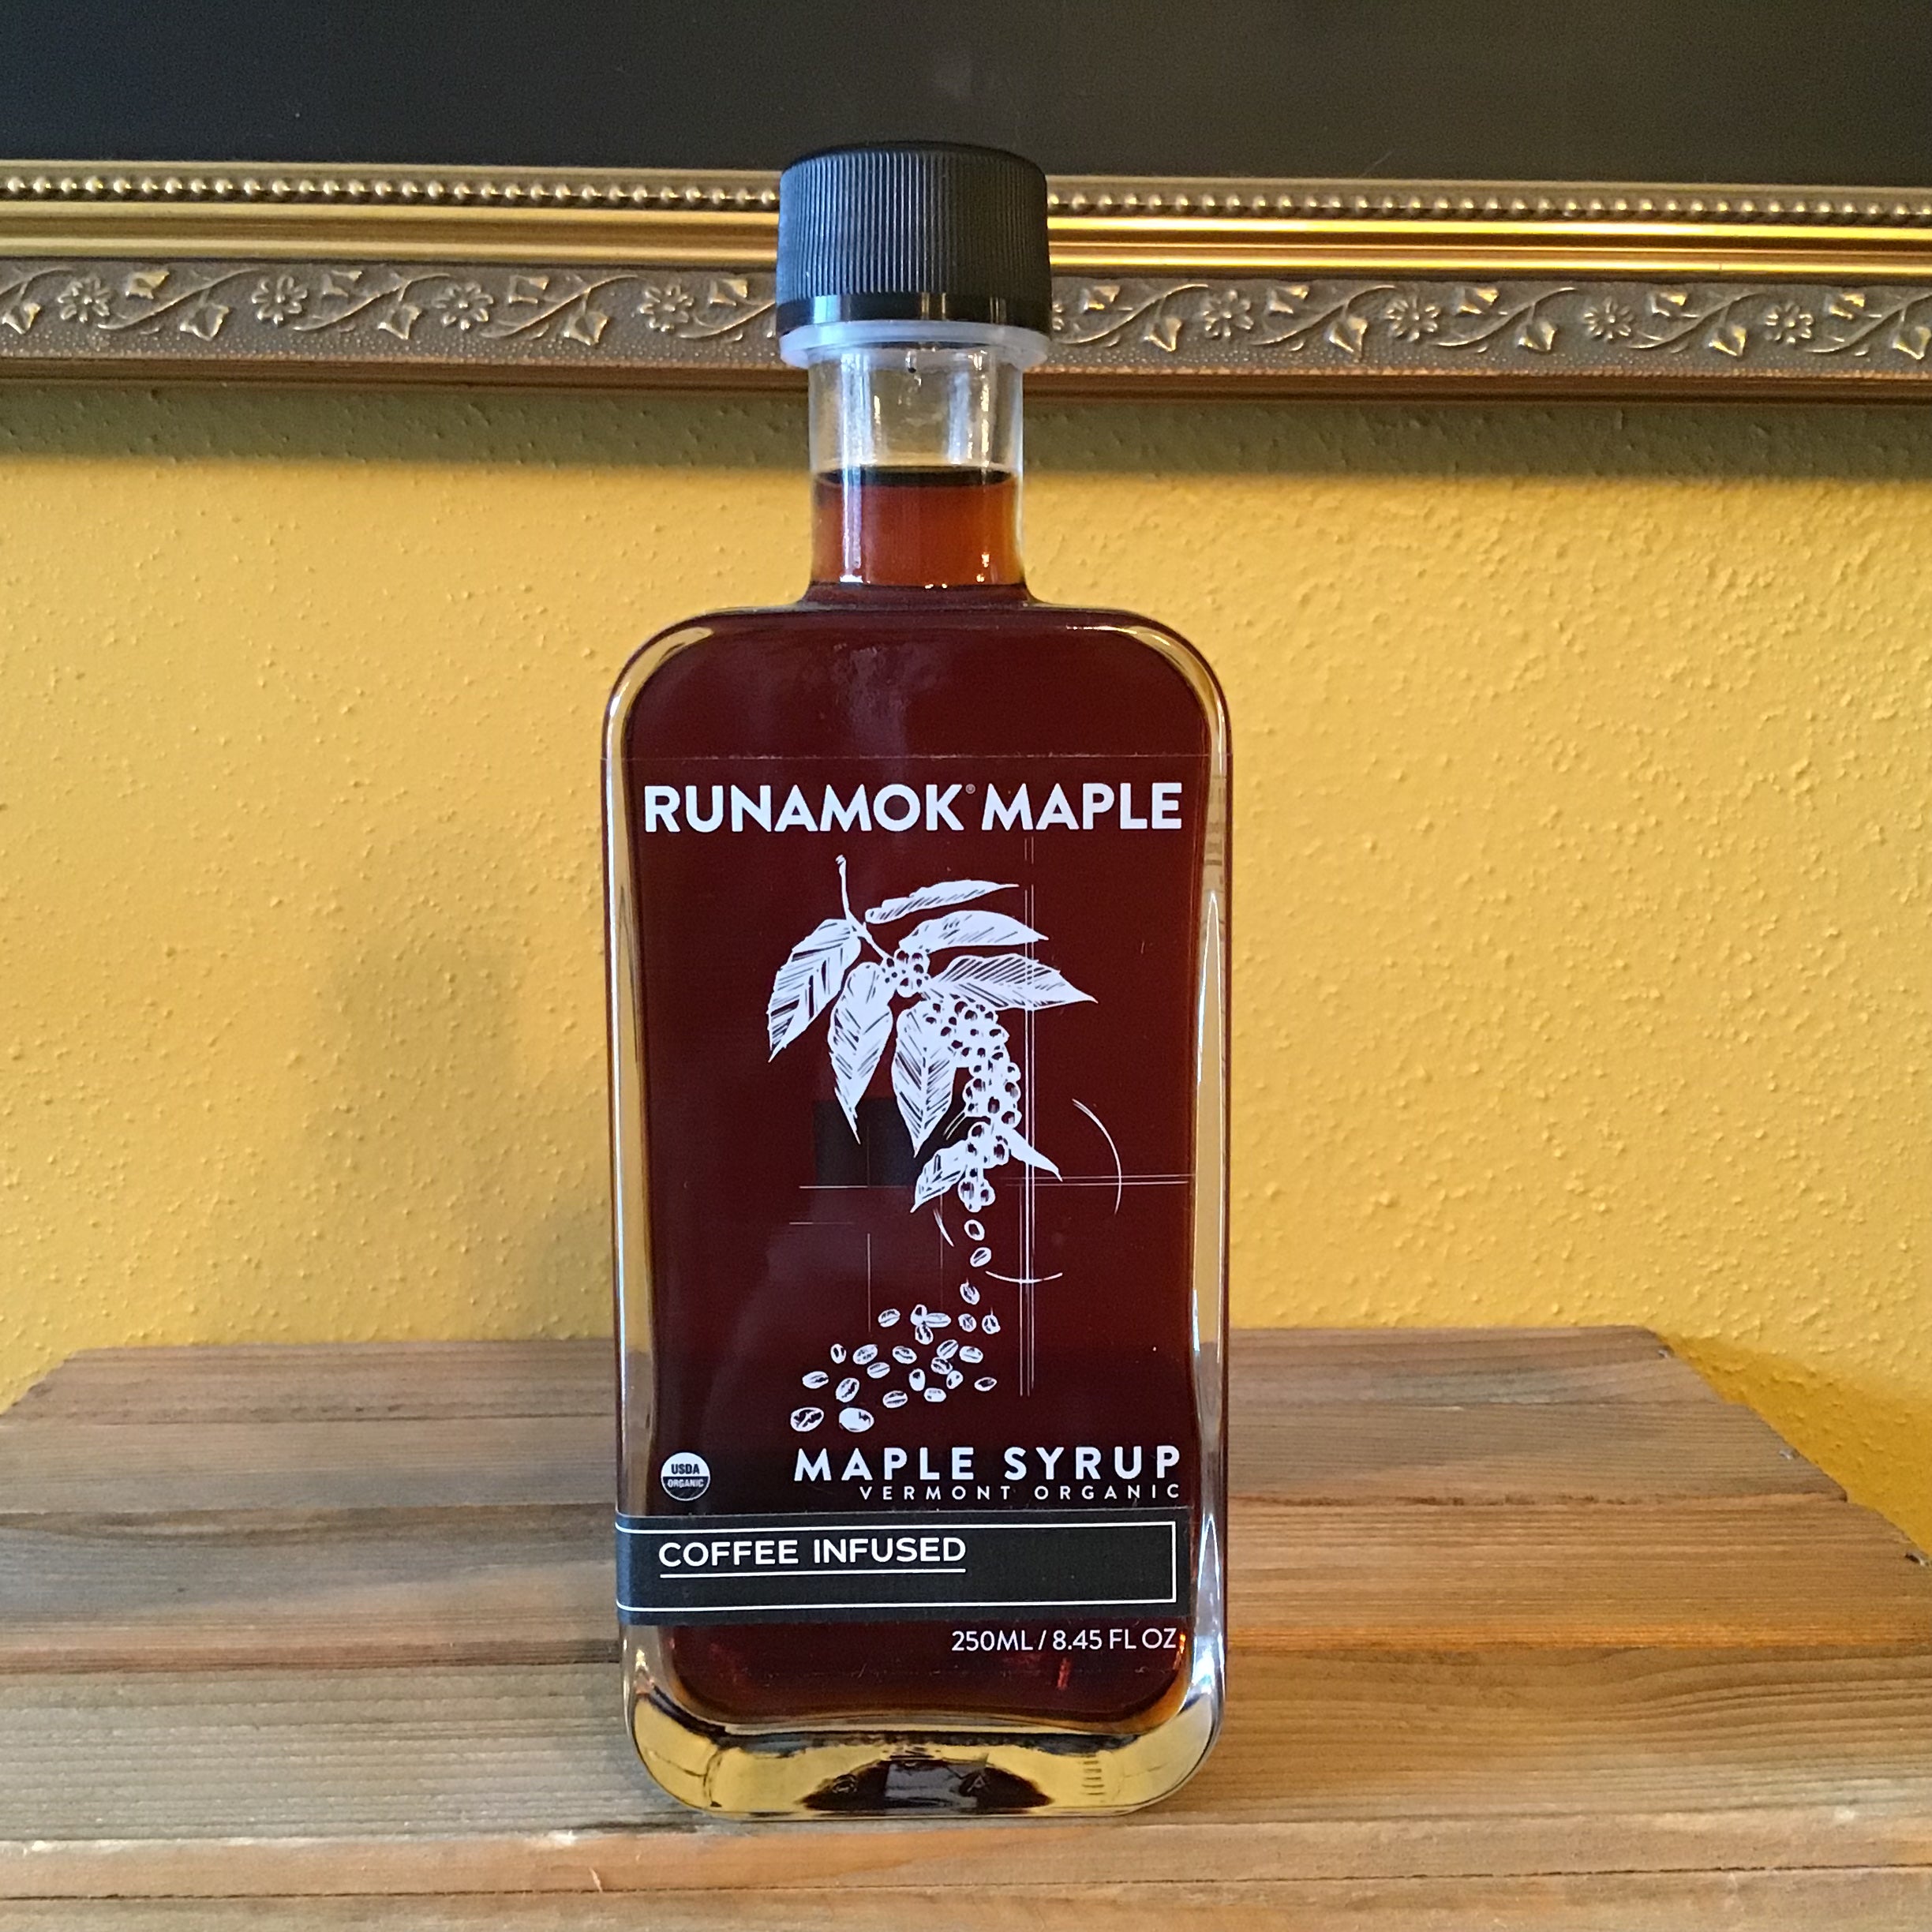 RUNAMOK® MAPLE
USDA
ORGANIC
MAPLE SYRUP
VERMONT ORGANIC
COFFEE INFUSED
250ML / 8.45 FL OZ